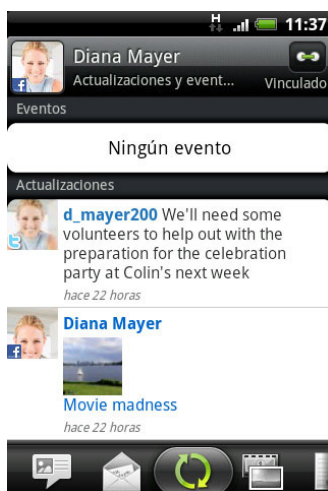 H 11:37
Diana Mayer
Actualizaciones y event...
Vinculado
Eventos
Ningún evento
Actualizaciones
d_mayer200 We'll need some
volunteers to help out with the
preparation for the celebration
party at Colin's next week
hace 22 horas
Diana Mayer
Movie madness
hace 22 horas